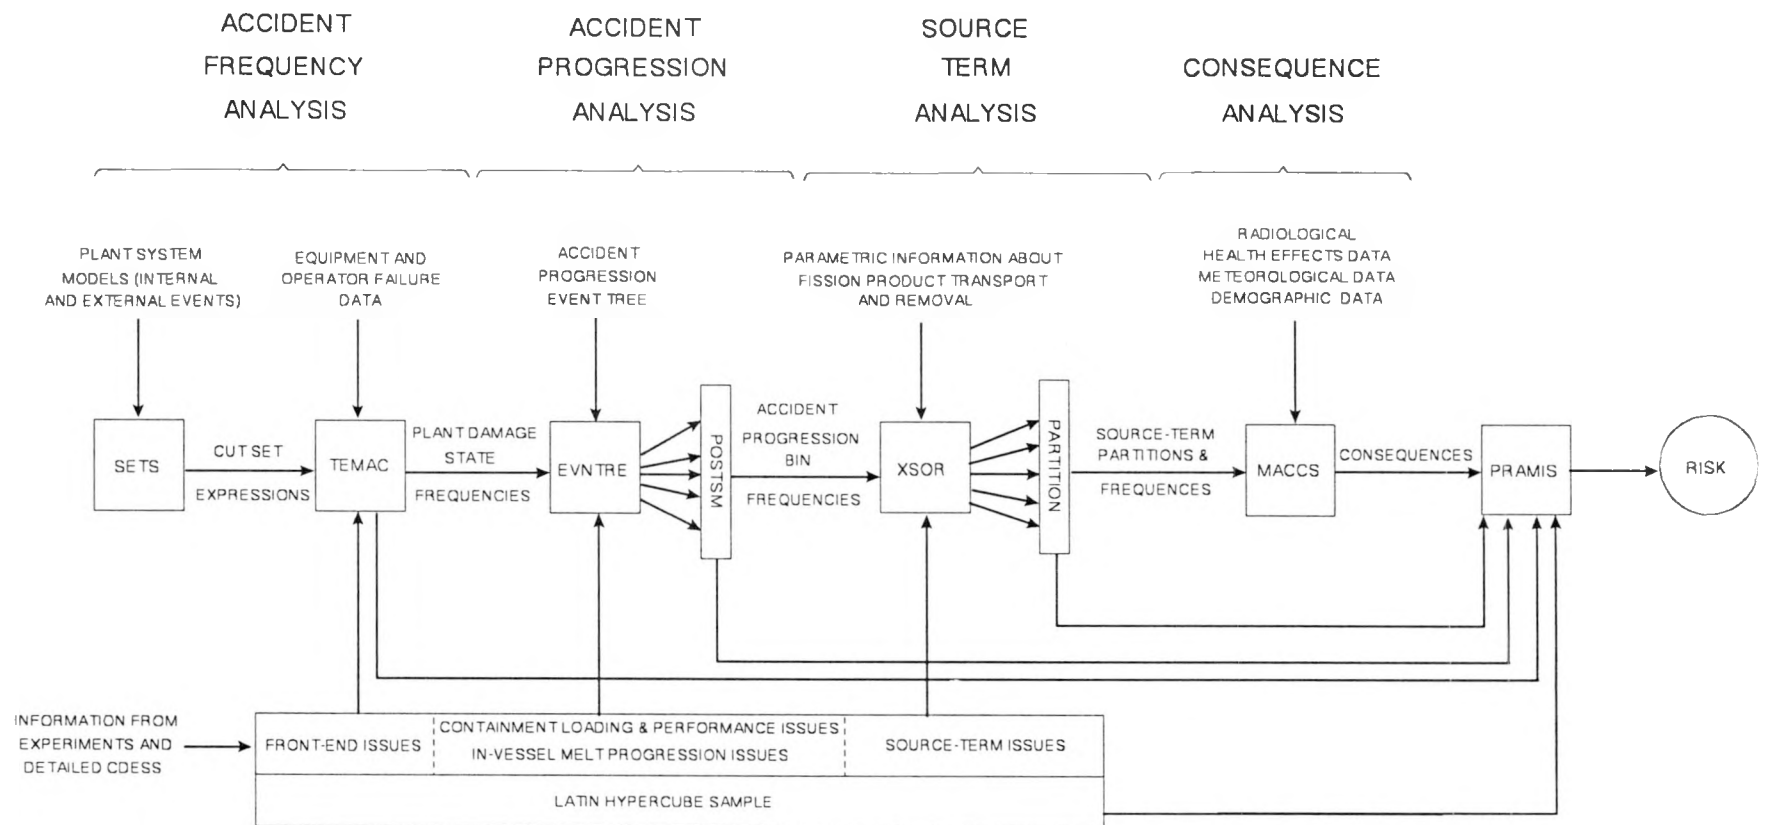 ACCIDENT
FREQUENCY
ANALYSIS
ACCIDENT
PROGRESSION
ANALYSIS
SOURCE
TERM
ANALYSIS
CONSEQUENCE
ANALYSIS
PLANT SYSTEM
MODELS (INTERNAL
AND EXTERNAL EVENTS)
EQUIPMENT AND
OPERATOR FAILURE
DATA
ACCIDENT
PROGRESSION
EVENT TREE
PARAMETRIC INFORMATION ABOUT
FISSION PRODUCT TRANSPORT
AND REMOVAL
RADIOLOGICAL
HEALTH EFFECTS DATA
METEOROLOGICAL DATA
DEMOGRAPHIC DATA
SETS
CUT SET
EXPRESSIONS
TEMAC
PLANT DAMAGE
STATE
FREQUENCIES
EVNTRE
POSTSM
ACCIDENT
PROGRESSION
BIN
FREQUENCIES
XSOR
PARTITION
SOURCE-TERM
PARTITIONS &
FREQUENCES
MACCS
CONSEQUENCES
PRAMIS
RISK
INFORMATION FROM
EXPERIMENTS AND
DETAILED CDESS
FRONT-END ISSUES
CONTAINMENT LOADING & PERFORMANCE ISSUES
IN-VESSEL MELT PROGRESSION ISSUES
SOURCE-TERM ISSUES
LATIN HYPERCUBE SAMPLE